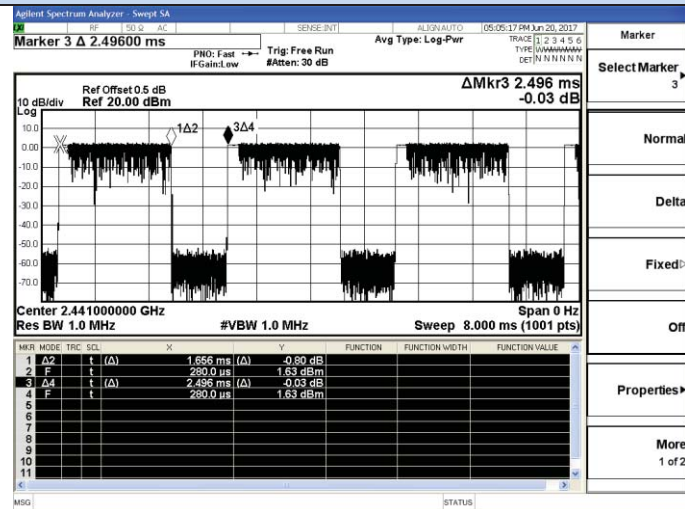 Agilent Spectrum Analyzer - Swept SA
RF 50 Ω AC SENSE:INT ALIGNAUTO 05:05:17 PM Jun 20, 2017
Marker 3 Δ 2.49600 ms
PNO: Fast
IFGain:Low
Trig: Free Run
#Atten: 30 dB
Avg Type: Log-Pwr
TRACE 1 2 3 4 5 6
TYPE WWWWWW
DET N N N N N N
Ref Offset 0.5 dB
10 dB/div Ref 20.00 dBm
Log
ΔMkr3 2.496 ms
-0.03 dB
10.0
0.00
-10.0
-20.0
-30.0
-40.0
-50.0
-60.0
-70.0
1Δ2
3Δ4
Center 2.441000000 GHz Span 0 Hz
Res BW 1.0 MHz #VBW 1.0 MHz Sweep 8.000 ms (1001 pts)
MKR MODE TRC SCL X Y FUNCTION FUNCTION WIDTH FUNCTION VALUE
1 Δ2 t (Δ) 1.656 ms (Δ) -0.80 dB
2 F t 280.0 µs 1.63 dBm
3 Δ4 t (Δ) 2.496 ms (Δ) -0.03 dB
4 F t 280.0 µs 1.63 dBm
5
6
7
8
9
10
11
MSG STATUS
Marker
Select Marker
3
Normal
Delta
Fixed
Off
Properties
More
1 of 2